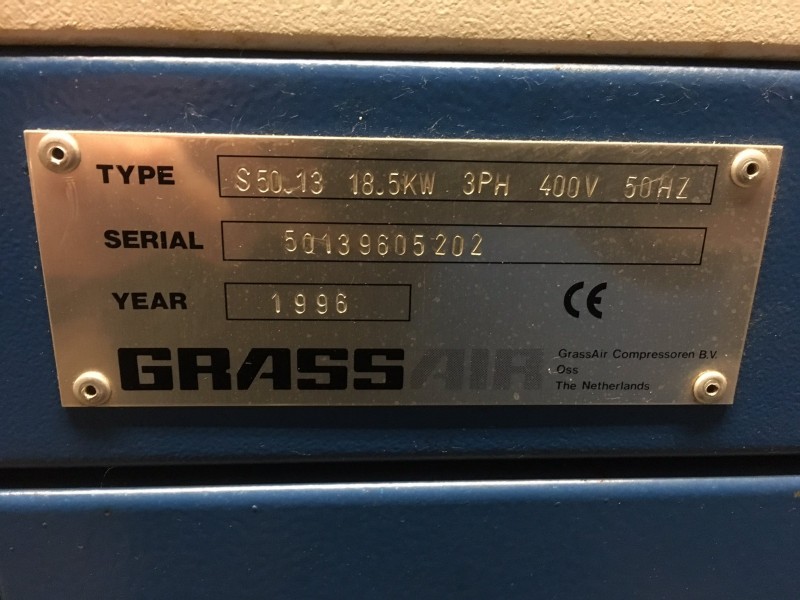 TYPE S50.13 18.5KW 3PH 400V 50HZ
SERIAL 50139605202
YEAR 1996
CE
GRASSAIR
GrassAir Compressoren B.V.
Oss
The Netherlands